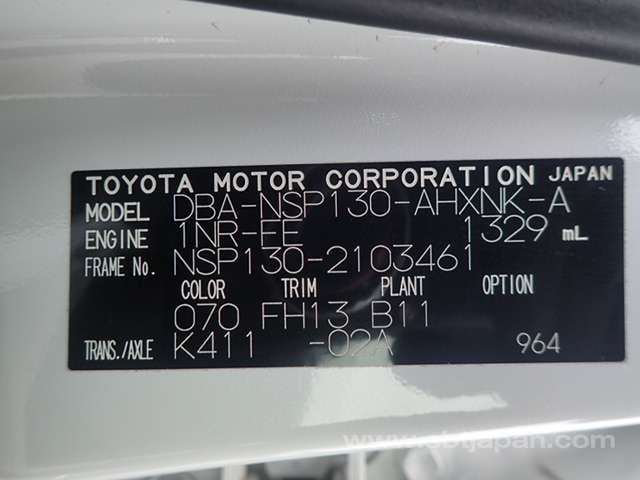 TOYOTA MOTOR CORPORATION JAPAN
MODEL DBA-NSP130-AHXNK-A
ENGINE 1NR-FE 1329 mL
FRAME No. NSP130-2103461
COLOR TRIM PLANT OPTION
070 FH13 B11
TRANS./AXLE K411 -02A 964
www.sbtjapan.com